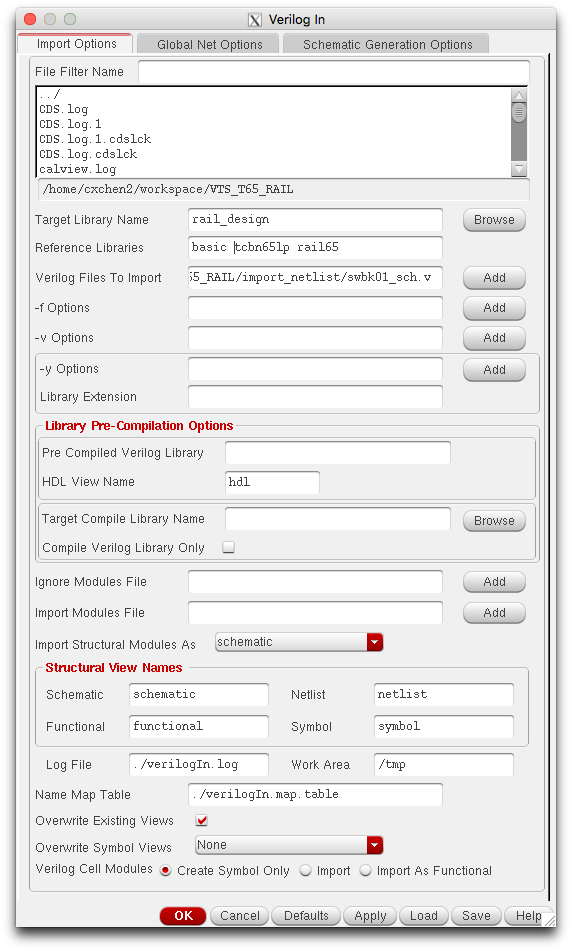 Verilog In
Import Options Global Net Options Schematic Generation Options
File Filter Name
../
CDS.log
CDS.log.1
CDS.log.1.cdslck
CDS.log.cdslck
calview.log
/home/cxchen2/workspace/VTS_T65_RAIL
Target Library Name rail_design Browse
Reference Libraries basic tcbn65lp rail65
Verilog Files To Import 55_RAIL/import_netlist/swbk01_sch.v Add
-f Options Add
-v Options Add
-y Options Add
Library Extension
Library Pre-Compilation Options
Pre Compiled Verilog Library
HDL View Name hdl
Target Compile Library Name Browse
Compile Verilog Library Only
Ignore Modules File Add
Import Modules File Add
Import Structural Modules As schematic
Structural View Names
Schematic schematic Netlist netlist
Functional functional Symbol symbol
Log File ./verilogIn.log Work Area /tmp
Name Map Table ./verilogIn.map.table
Overwrite Existing Views
Overwrite Symbol Views None
Verilog Cell Modules Create Symbol Only Import Import As Functional
OK Cancel Defaults Apply Load Save Help